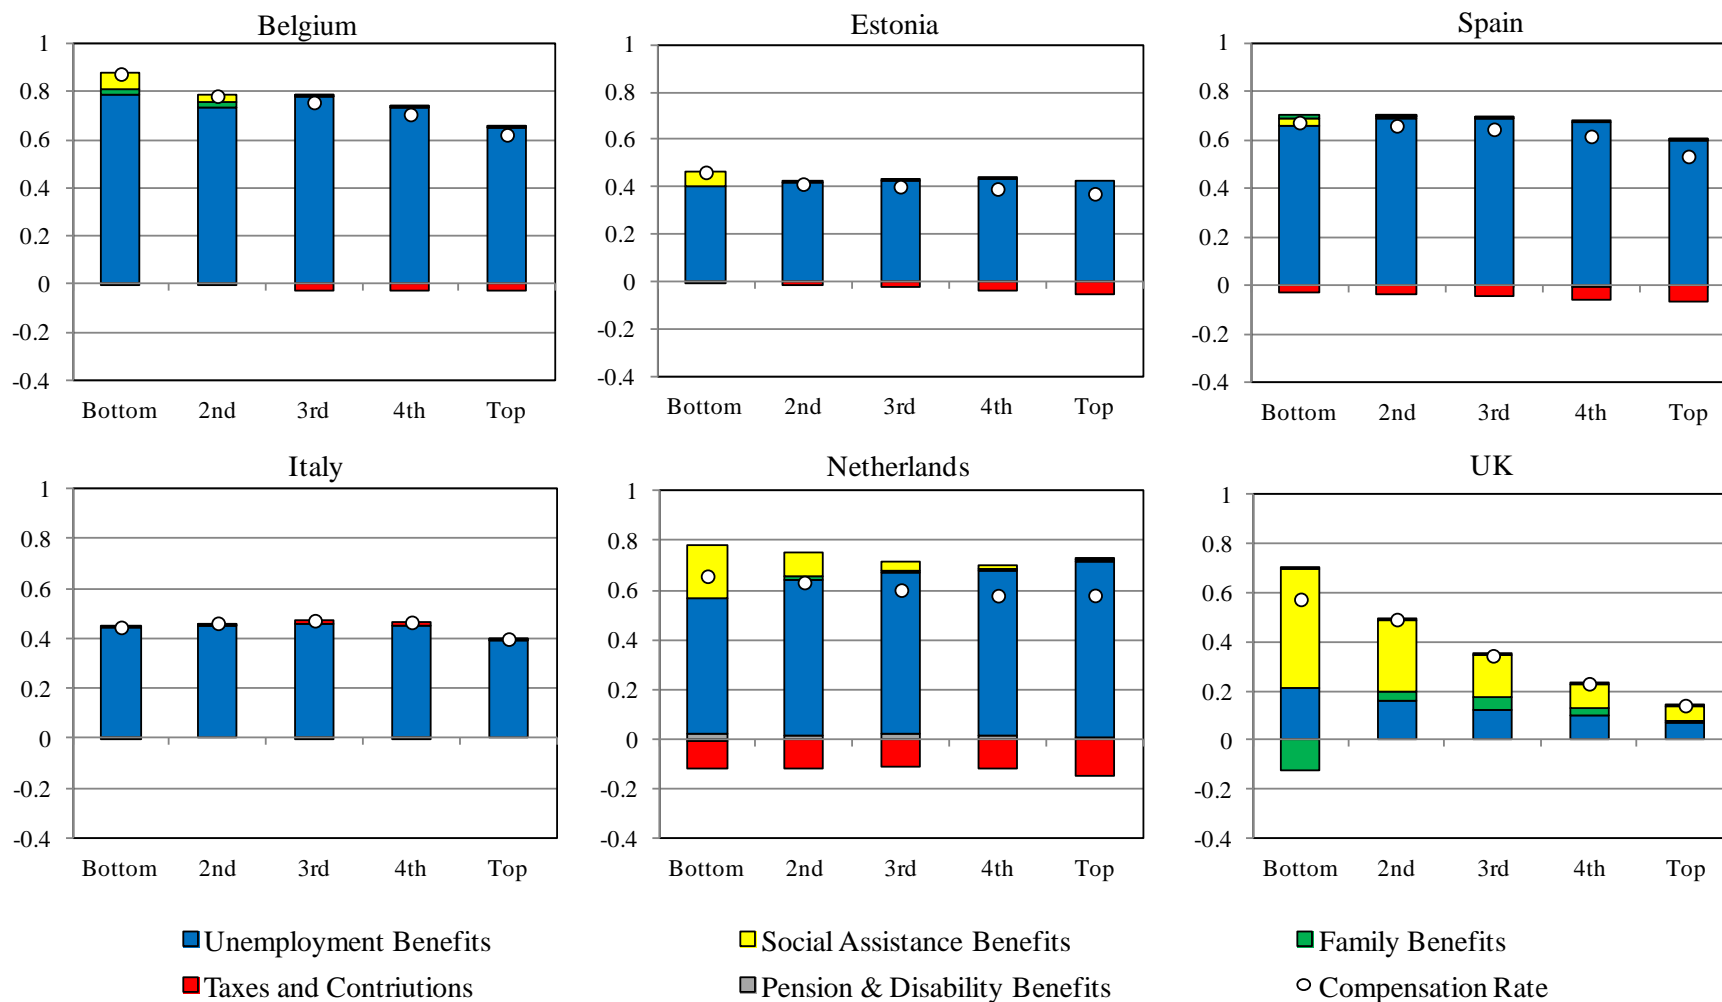 Belgium
1
0.8
0.6
0.4
0.2
0
-0.2
-0.4
Bottom 2nd 3rd 4th Top
Estonia
1
0.8
0.6
0.4
0.2
0
-0.2
-0.4
Bottom 2nd 3rd 4th Top
Spain
1
0.8
0.6
0.4
0.2
0
-0.2
-0.4
Bottom 2nd 3rd 4th Top
Italy
1
0.8
0.6
0.4
0.2
0
-0.2
-0.4
Bottom 2nd 3rd 4th Top
Netherlands
1
0.8
0.6
0.4
0.2
0
-0.2
-0.4
Bottom 2nd 3rd 4th Top
UK
1
0.8
0.6
0.4
0.2
0
-0.2
-0.4
Bottom 2nd 3rd 4th Top
Unemployment Benefits
Social Assistance Benefits
Family Benefits
Taxes and Contriutions
Pension & Disability Benefits
Compensation Rate